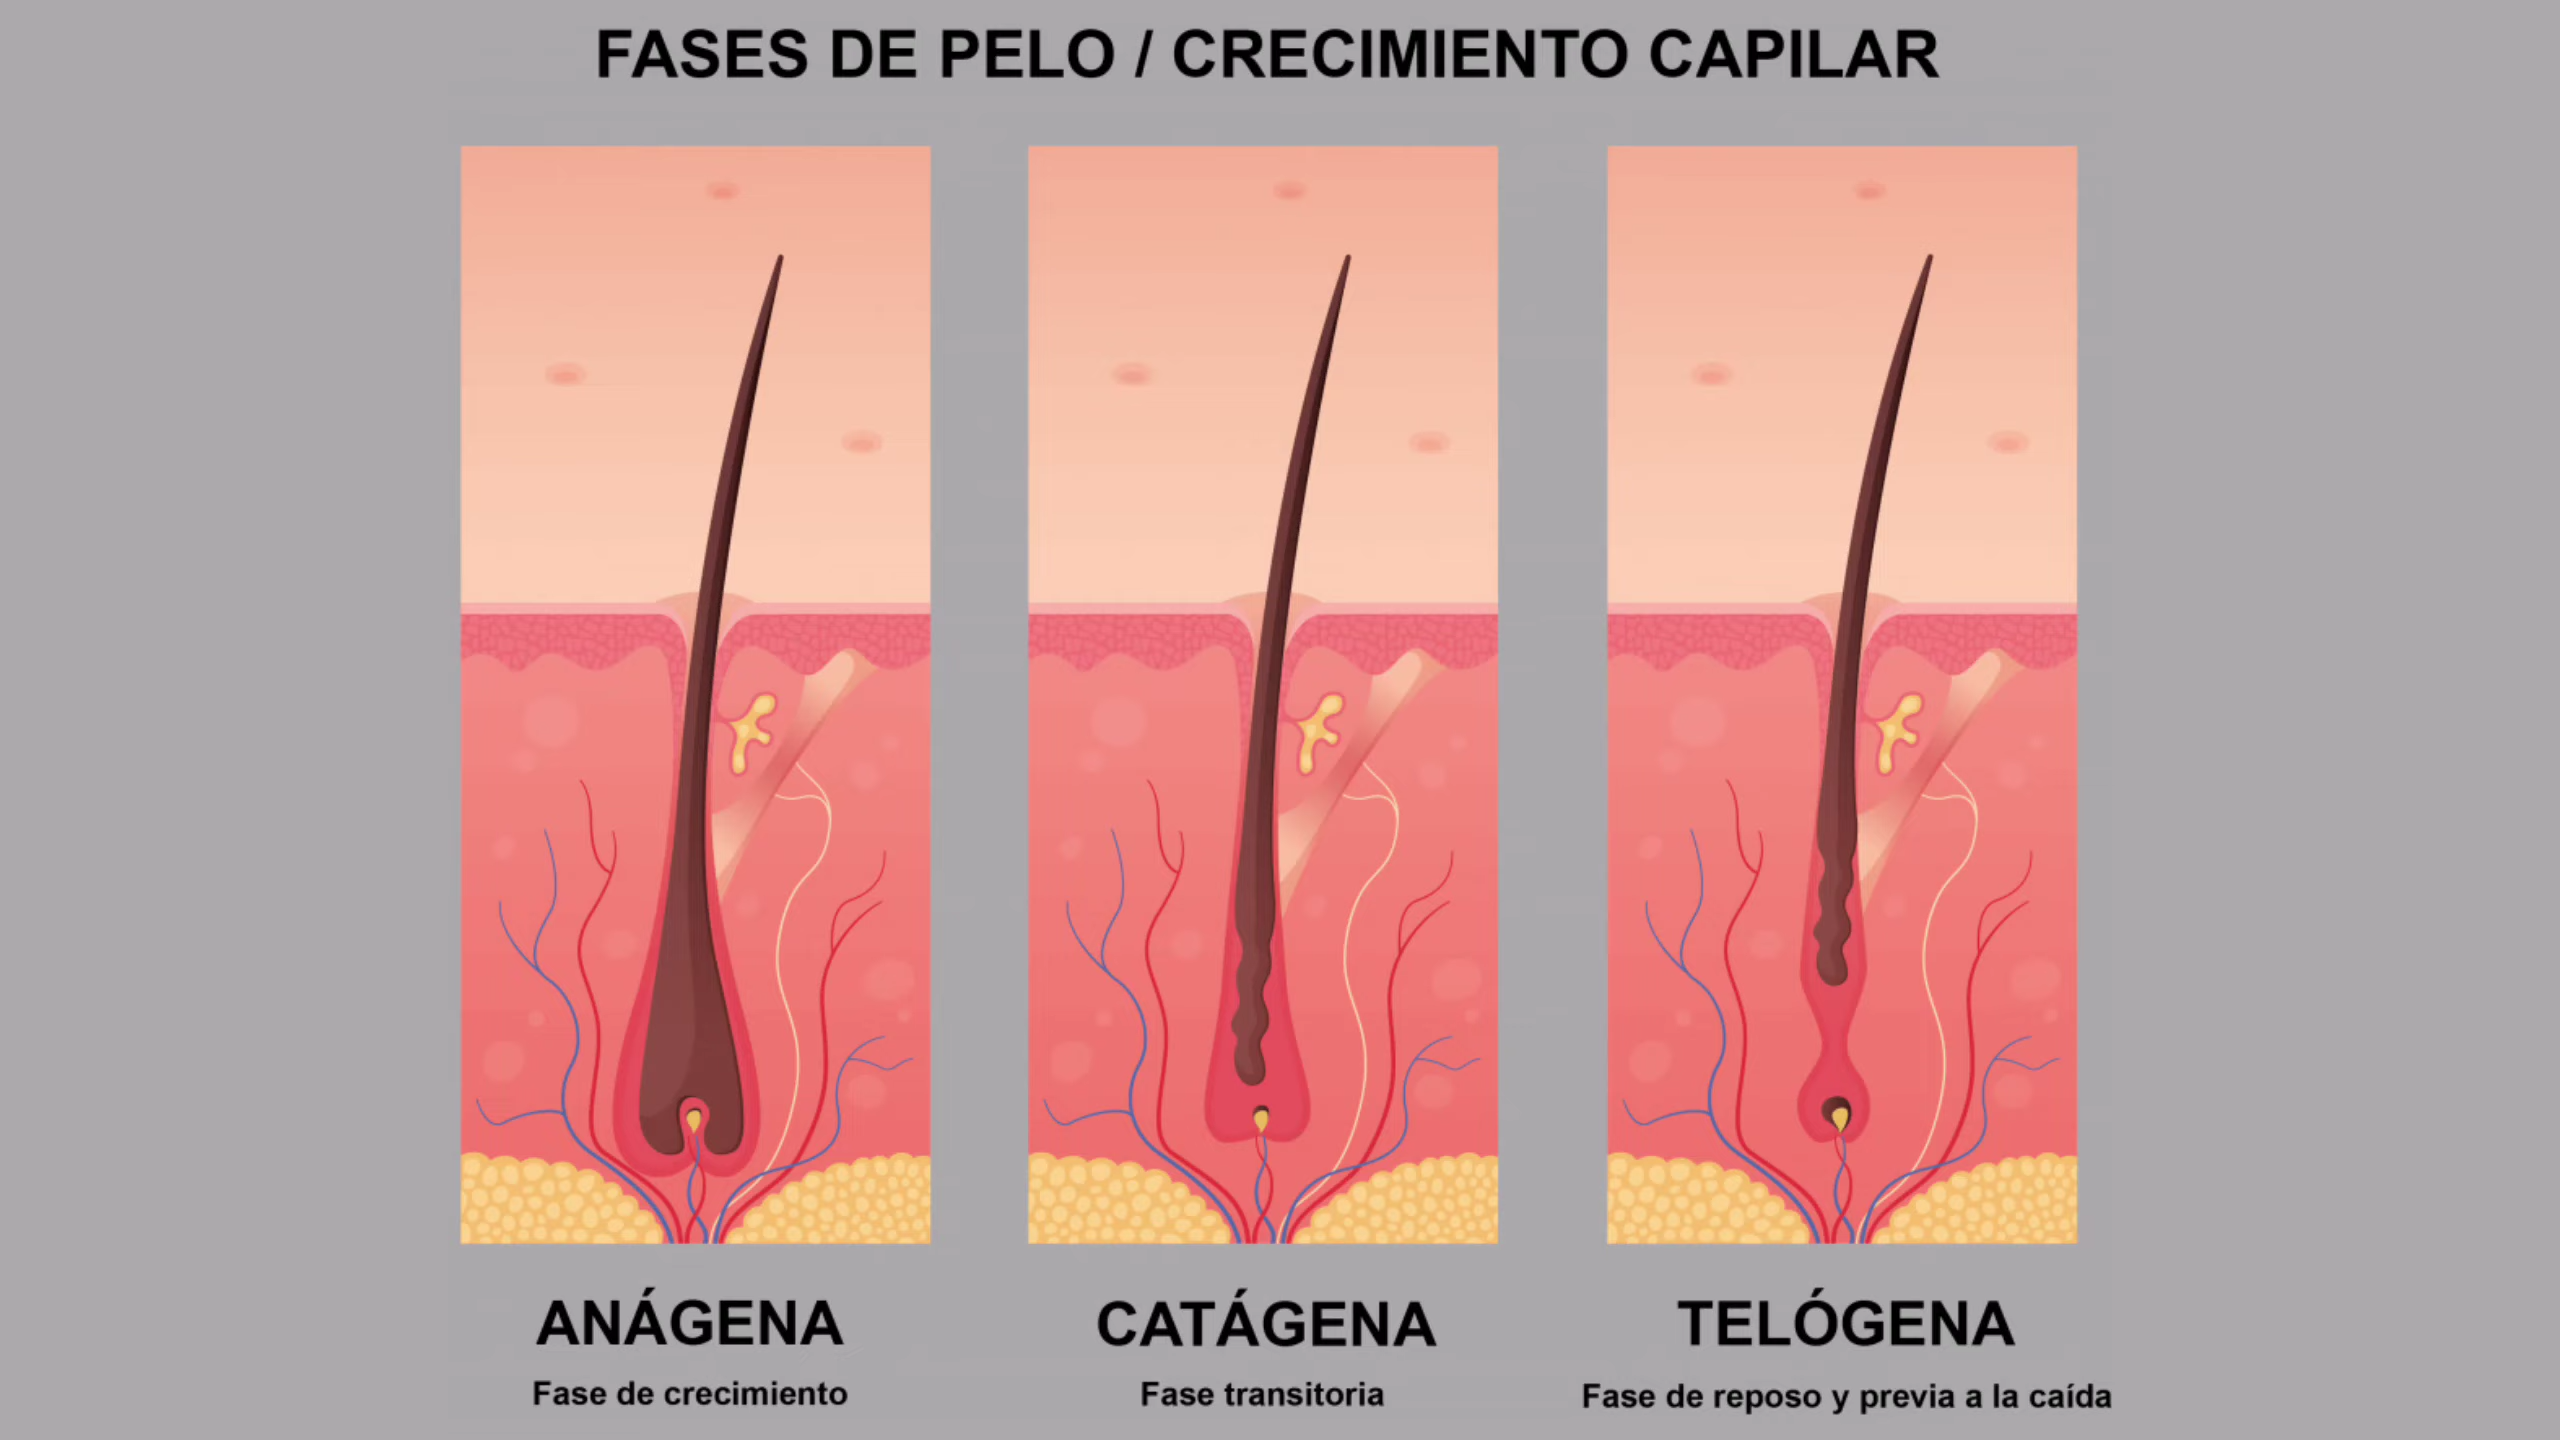 FASES DE PELO / CRECIMIENTO CAPILAR
ANÁGENA
Fase de crecimiento
CATÁGENA
Fase transitoria
TELÓGENA
Fase de reposo y previa a la caída